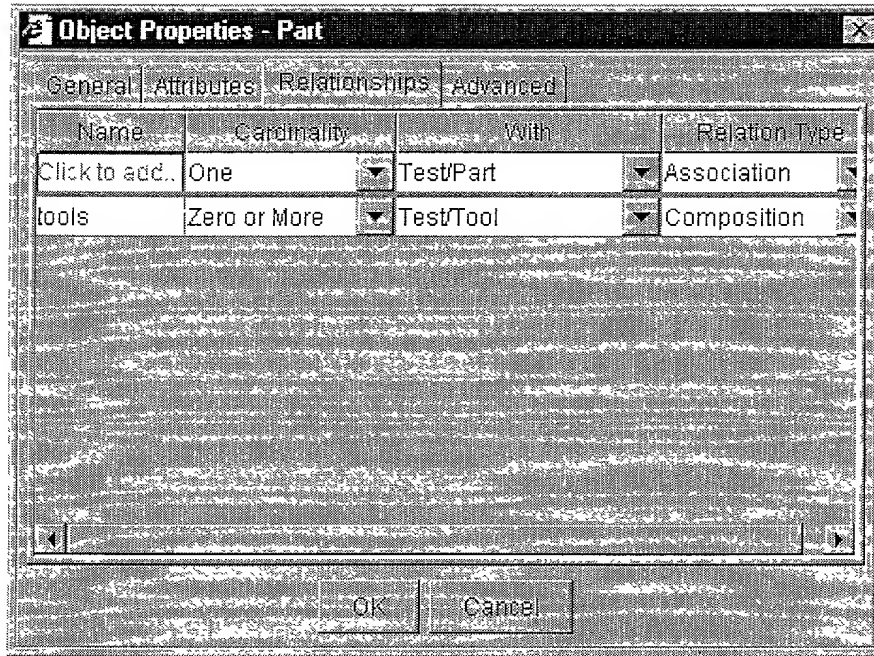 Object Properties - Part
General Attributes Relationships Advanced
Name Cardinality With Relation Type
Click to add.. One Test/Part Association
tools Zero or More Test/Tool Composition
OK Cancel